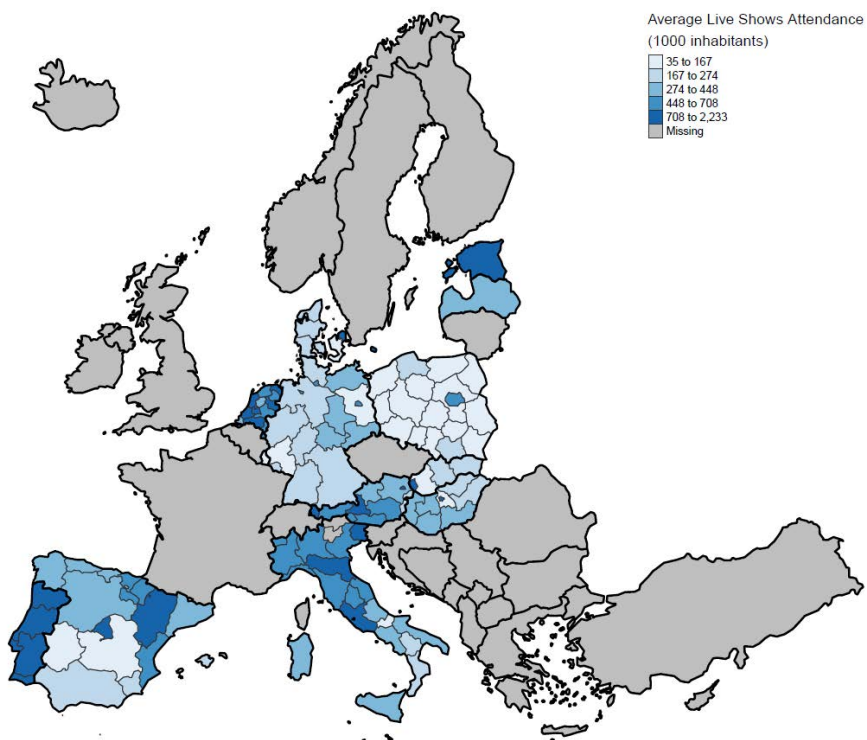 Average Live Shows Attendance
(1000 inhabitants)
35 to 167
167 to 274
274 to 448
448 to 708
708 to 2,233
Missing